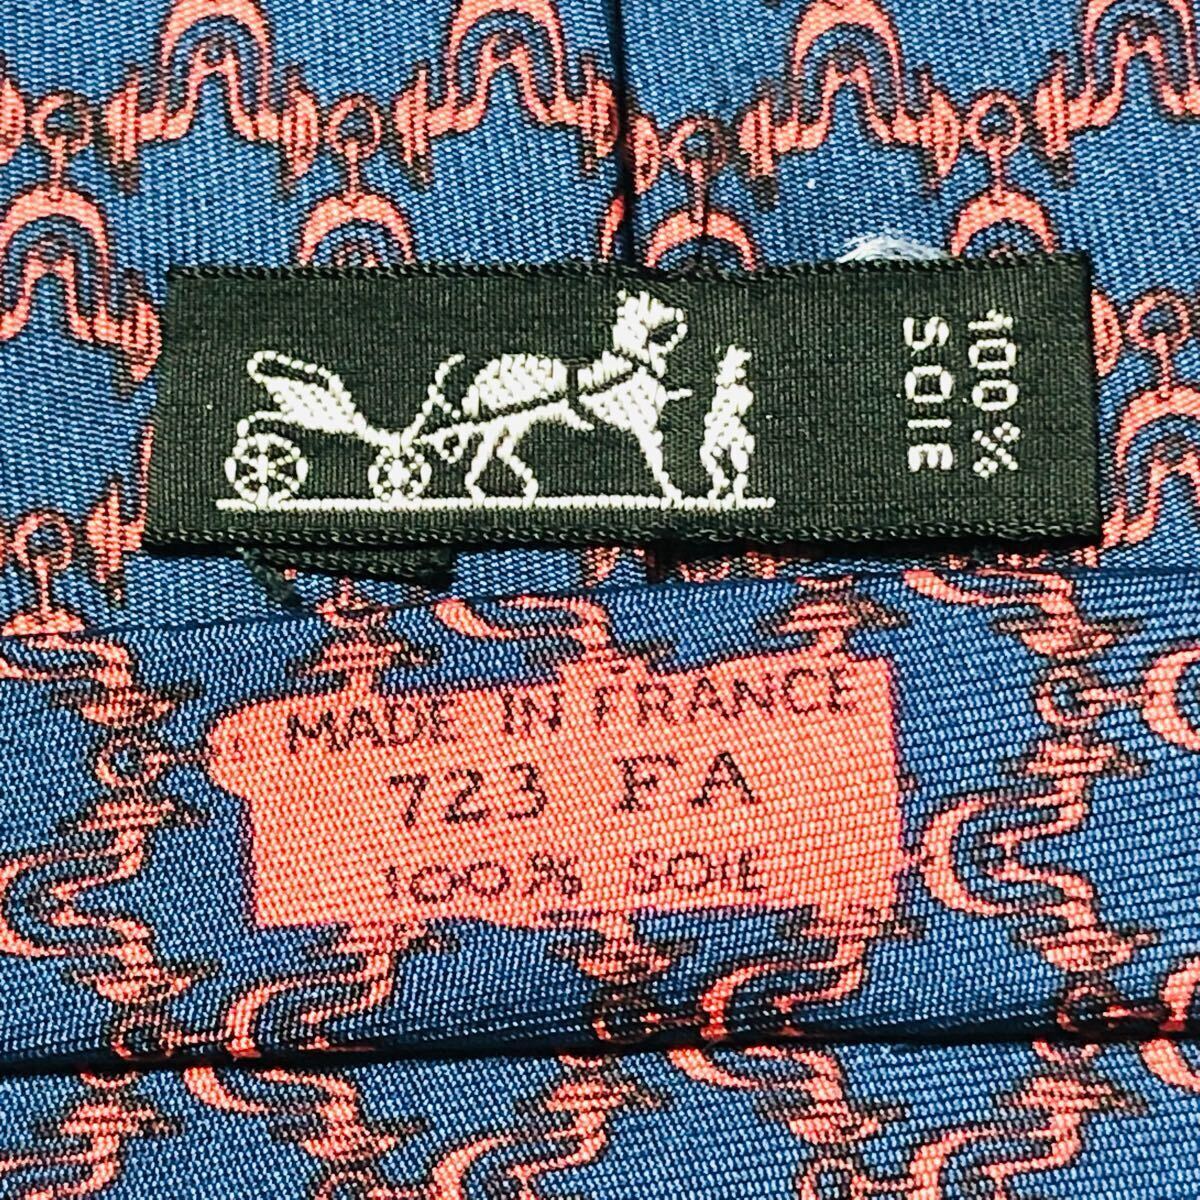 100%
SOIE
MADE IN FRANCE
723 FA
100% SOIE